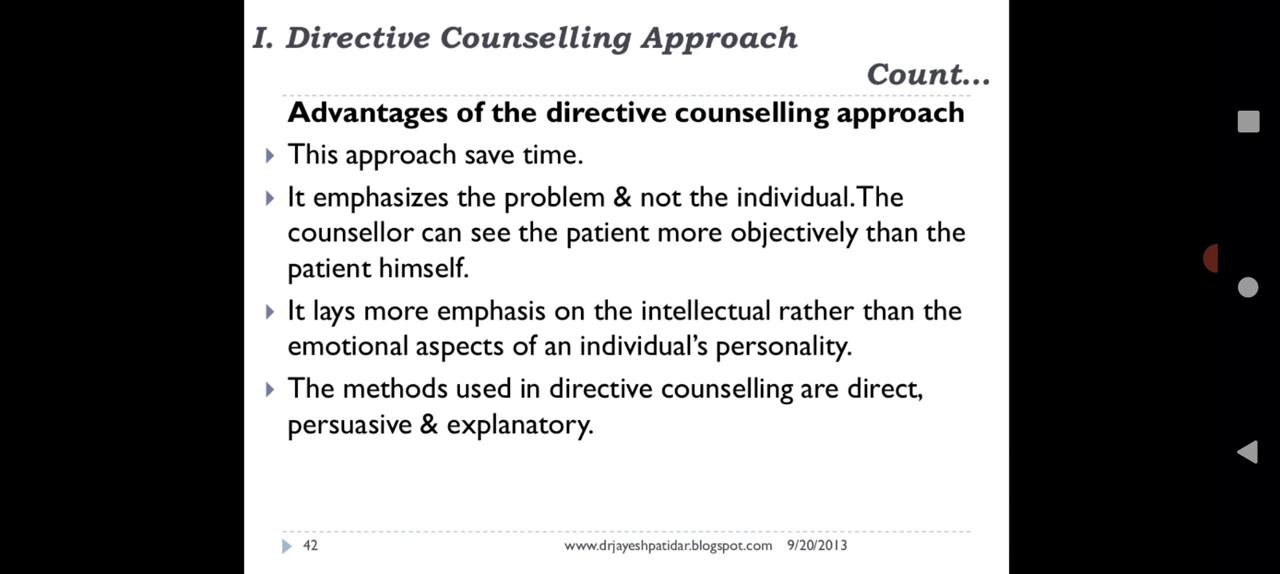 I. Directive Counselling Approach
Count...
Advantages of the directive counselling approach
This approach save time.
It emphasizes the problem & not the individual.The
counsellor can see the patient more objectively than the
patient himself.
It lays more emphasis on the intellectual rather than the
emotional aspects of an individual’s personality.
The methods used in directive counselling are direct,
persuasive & explanatory.
42 www.drjayeshpatidar.blogspot.com 9/20/2013